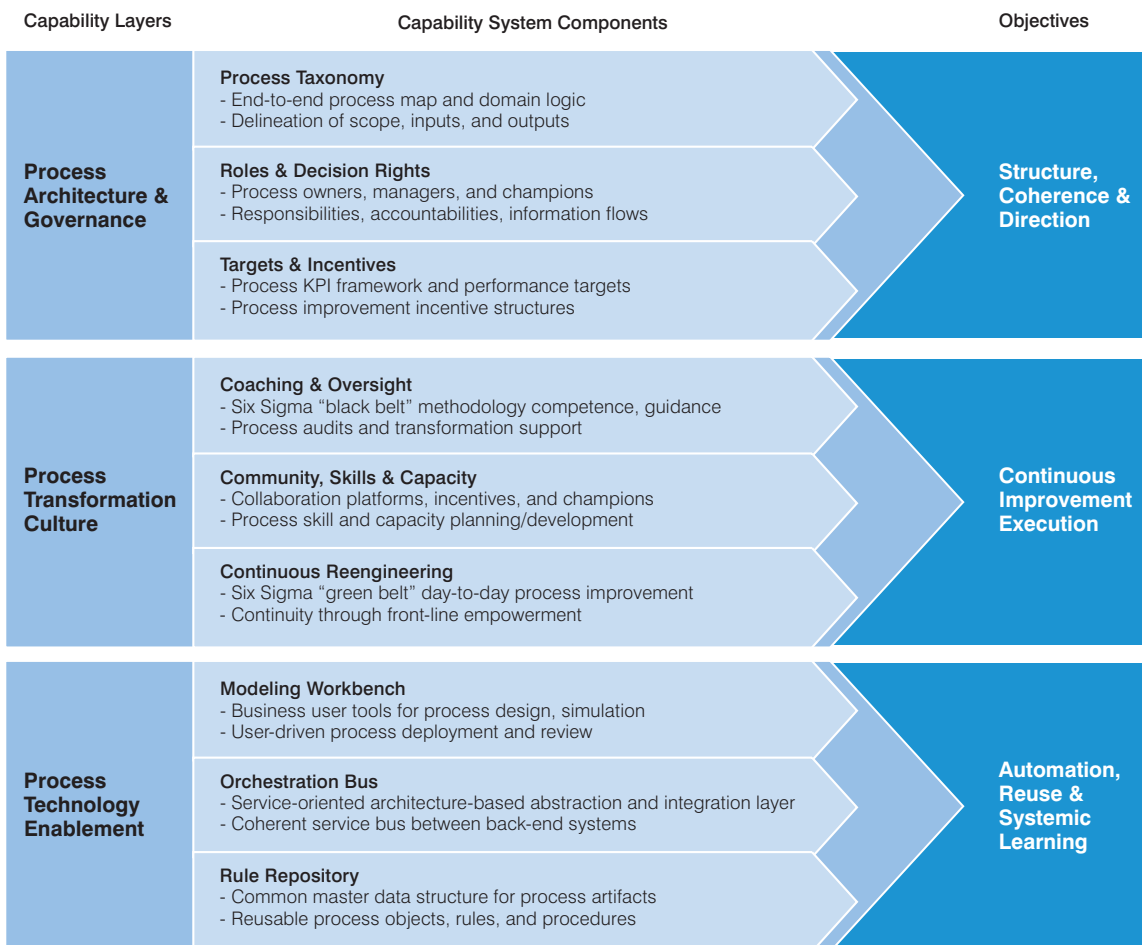 Capability Layers
Capability System Components
Objectives
Process
Architecture &
Governance
Process Taxonomy
- End-to-end process map and domain logic
- Delineation of scope, inputs, and outputs
Roles & Decision Rights
- Process owners, managers, and champions
- Responsibilities, accountabilities, information flows
Targets & Incentives
- Process KPI framework and performance targets
- Process improvement incentive structures
Structure,
Coherence &
Direction
Process
Transformation
Culture
Coaching & Oversight
- Six Sigma “black belt” methodology competence, guidance
- Process audits and transformation support
Community, Skills & Capacity
- Collaboration platforms, incentives, and champions
- Process skill and capacity planning/development
Continuous Reengineering
- Six Sigma “green belt” day-to-day process improvement
- Continuity through front-line empowerment
Continuous
Improvement
Execution
Process
Technology
Enablement
Modeling Workbench
- Business user tools for process design, simulation
- User-driven process deployment and review
Orchestration Bus
- Service-oriented architecture-based abstraction and integration layer
- Coherent service bus between back-end systems
Rule Repository
- Common master data structure for process artifacts
- Reusable process objects, rules, and procedures
Automation,
Reuse &
Systemic
Learning